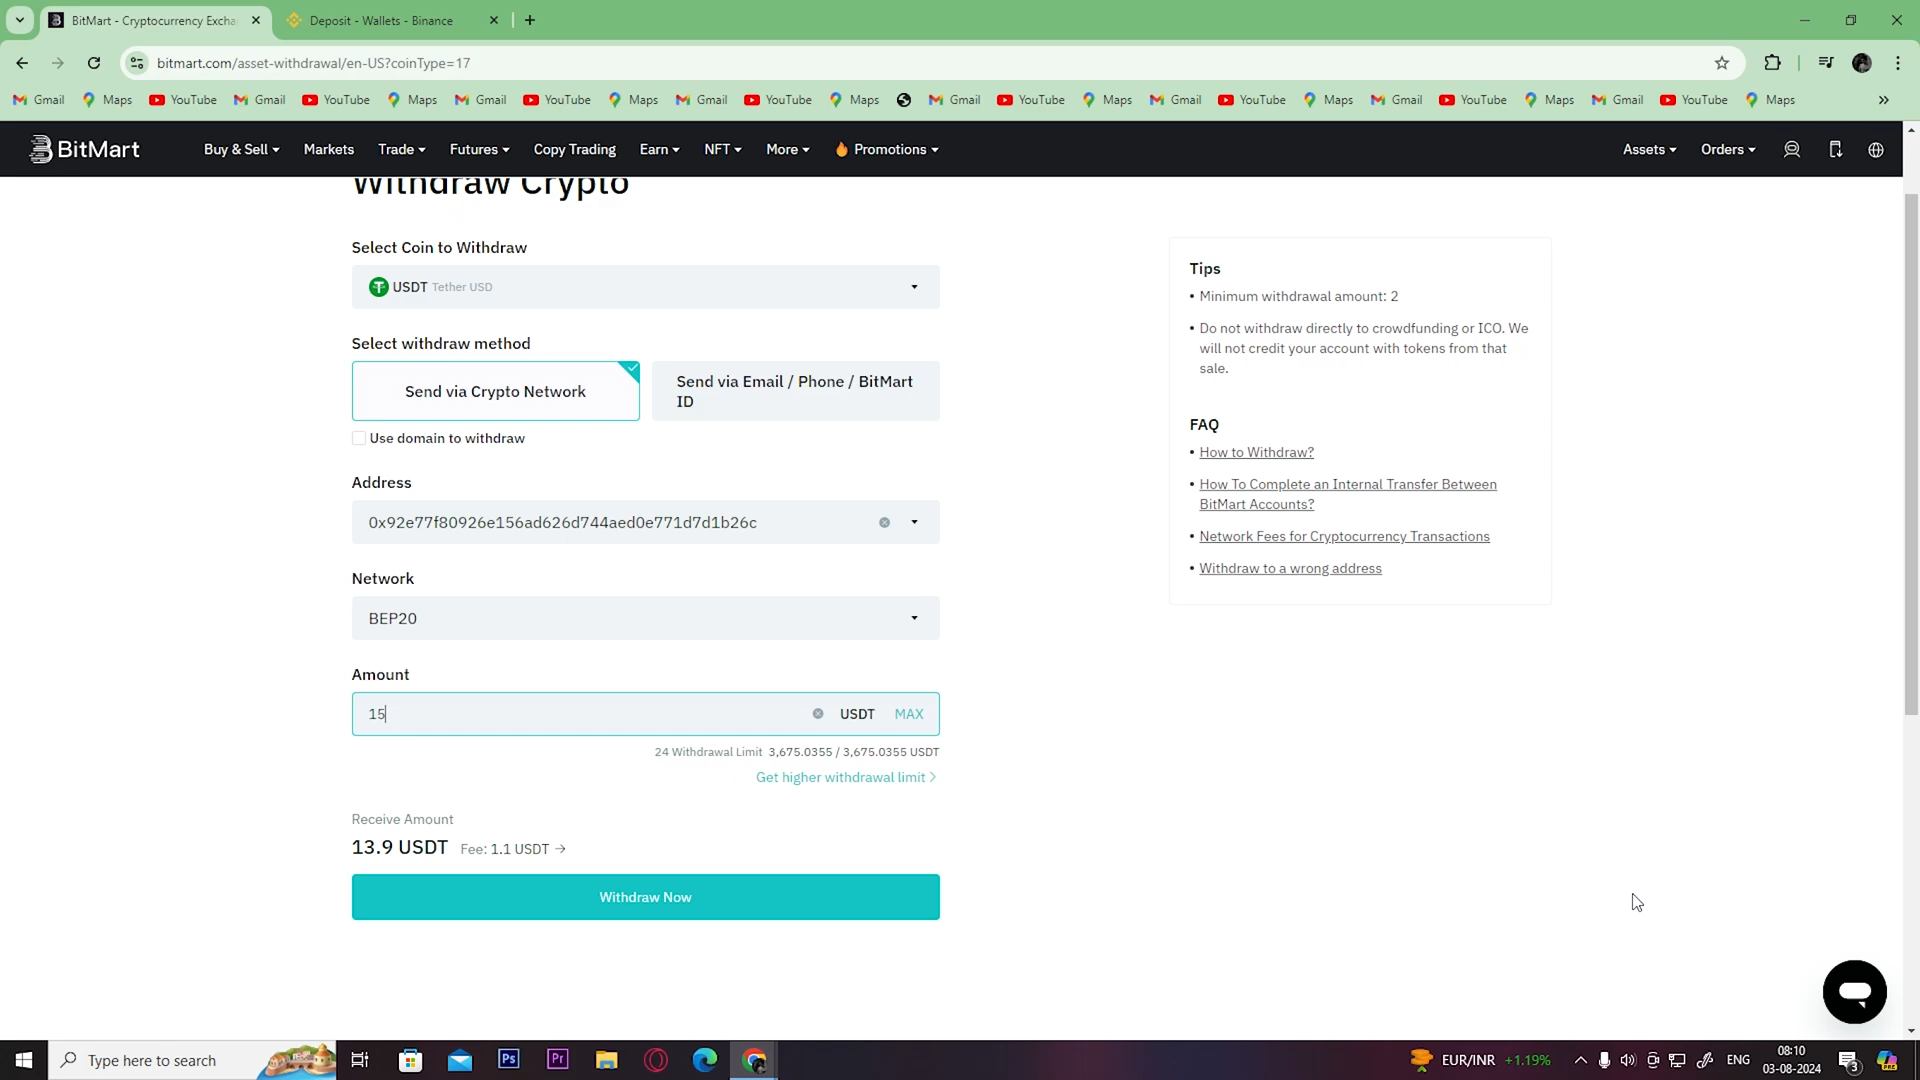 BitMart - Cryptocurrency Excha
Deposit - Wallets - Binance
bitmart.com/asset-withdrawal/en-US?coinType=17
Gmail Maps YouTube Gmail YouTube Maps Gmail YouTube Maps Gmail YouTube Maps Gmail YouTube Maps Gmail YouTube Maps Gmail YouTube Maps Gmail YouTube Maps
BitMart Buy & Sell Markets Trade Futures Copy Trading Earn NFT More Promotions Assets Orders
Withdraw Crypto
Select Coin to Withdraw
USDT Tether USD
Select withdraw method
Send via Crypto Network
Send via Email / Phone / BitMart
ID
Use domain to withdraw
Address
0x92e77f80926e156ad626d744aed0e771d7d1b26c
Network
BEP20
Amount
15 USDT MAX
24 Withdrawal Limit 3,675.0355 / 3,675.0355 USDT
Get higher withdrawal limit
Receive Amount
13.9 USDT Fee: 1.1 USDT →
Withdraw Now
Tips
• Minimum withdrawal amount: 2
• Do not withdraw directly to crowdfunding or ICO. We
will not credit your account with tokens from that
sale.
FAQ
• How to Withdraw?
• How To Complete an Internal Transfer Between
BitMart Accounts?
• Network Fees for Cryptocurrency Transactions
• Withdraw to a wrong address
Type here to search
Ps
Pr
EUR/INR +1.19%
ENG
08:10
03-08-2024
3
PRE